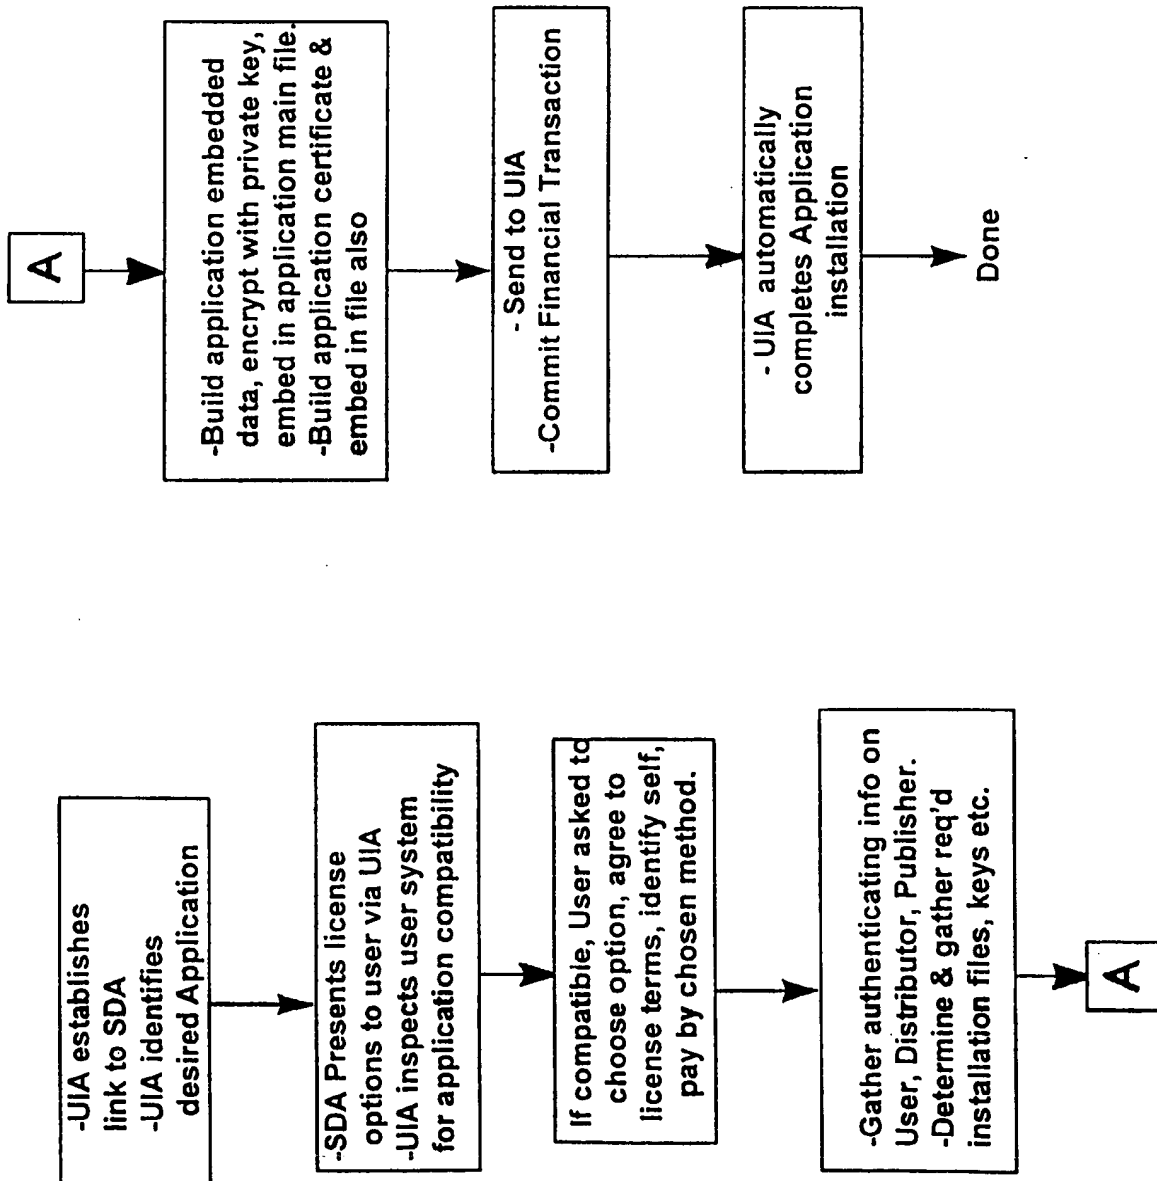 -UIA establishes
link to SDA
-UIA identifies
desired Application
-SDA Presents license
options to user via UIA
-UIA inspects user system
for application compatibility
If compatible, User asked to
choose option, agree to
license terms, identify self,
pay by chosen method.
-Gather authenticating info on
User, Distributor, Publisher.
-Determine & gather req'd
installation files, keys etc.
A
A
-Build application embedded
data, encrypt with private key,
embed in application main file.
-Build application certificate &
embed in file also
- Send to UIA
-Commit Financial Transaction
- UIA automatically
completes Application
installation
Done